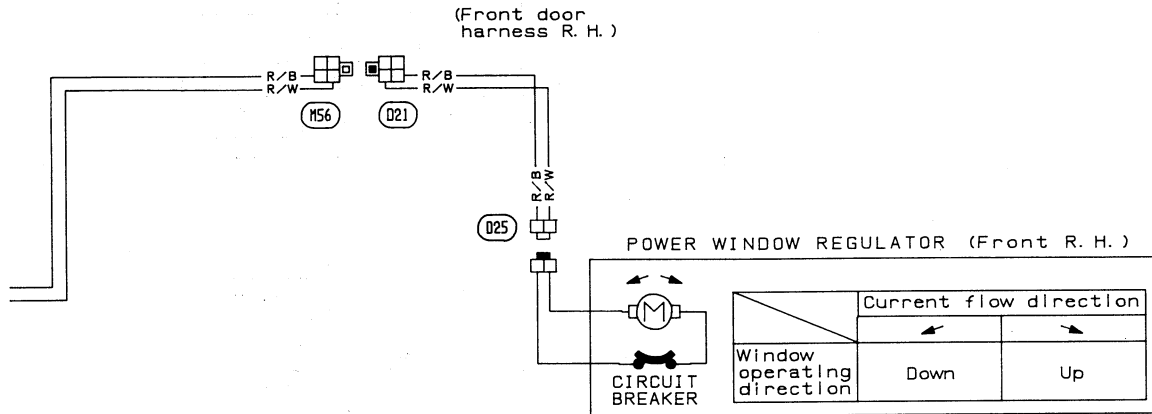 (Front door
harness R. H. )
R/B
R/W
R/B
R/W
M56
D21
R/B
R/W
D25
POWER WINDOW REGULATOR (Front R. H. )
M
CIRCUIT
BREAKER
Current flow direction
Window
operating
direction
Down
Up